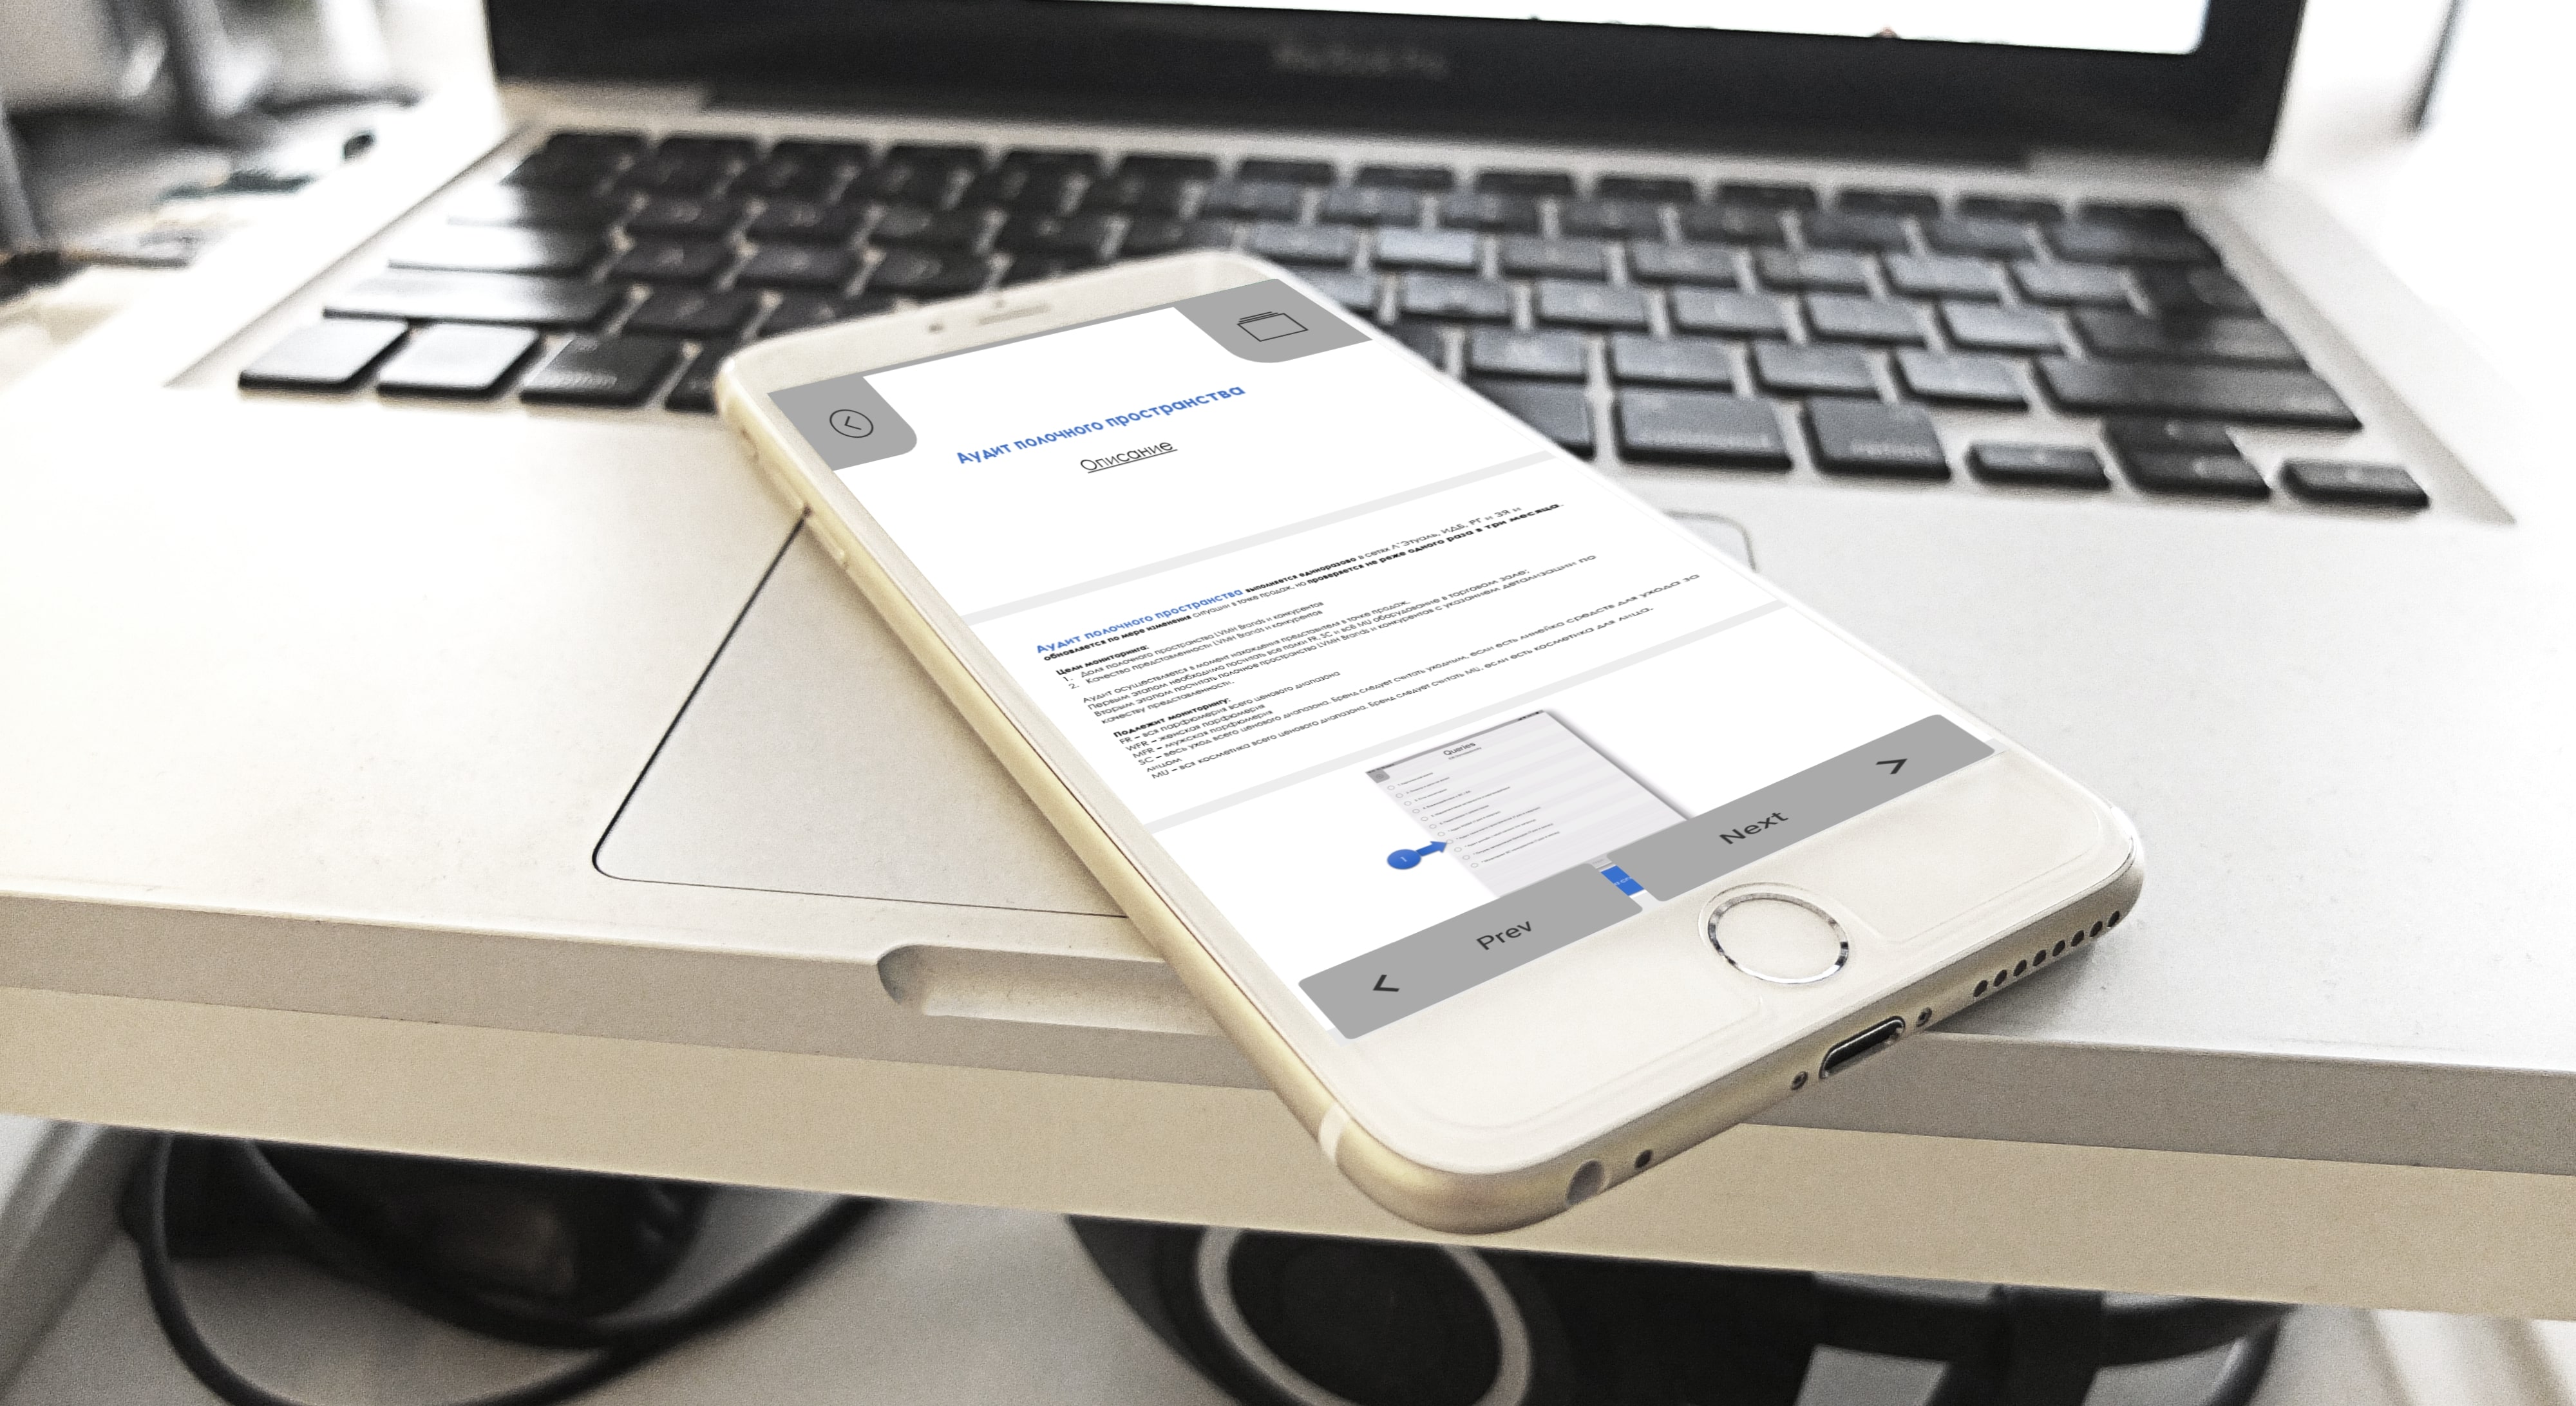 MacBook Pro
Аудит полочного пространства
Описание
Аудит полочного пространства выполняется единоразово в сетях Л'Этуаль, ИДБ, РГ и ЗЯ и
обновляется по мере изменения ситуации в точке продаж, но проверяется не реже одного раза в три месяца.
Цели мониторинга:
1. Доля полочного пространства LVMH Brands и конкурентов
2. Качество представленности LVMH Brands и конкурентов
Аудит осуществляется в момент нахождения представителя в точке продаж.
Первым этапом необходимо посчитать все полки FR, SC и всё MU оборудование в торговом зале;
Вторым этапом посчитать полочное пространство LVMH Brands и конкурентов с указанием детализации по
качеству представленности.
Подлежит мониторингу:
FR – вся парфюмерия всего ценового диапазона
WFR – женская парфюмерия
MFR – мужская парфюмерия
SC – весь уход всего ценового диапазона. Бренд следует считать уходным, если есть линейка средств для ухода за
лицом
MU – вся косметика всего ценового диапазона. Бренд следует считать MU, если есть косметика для лица.
Queries
1
Prev
Next